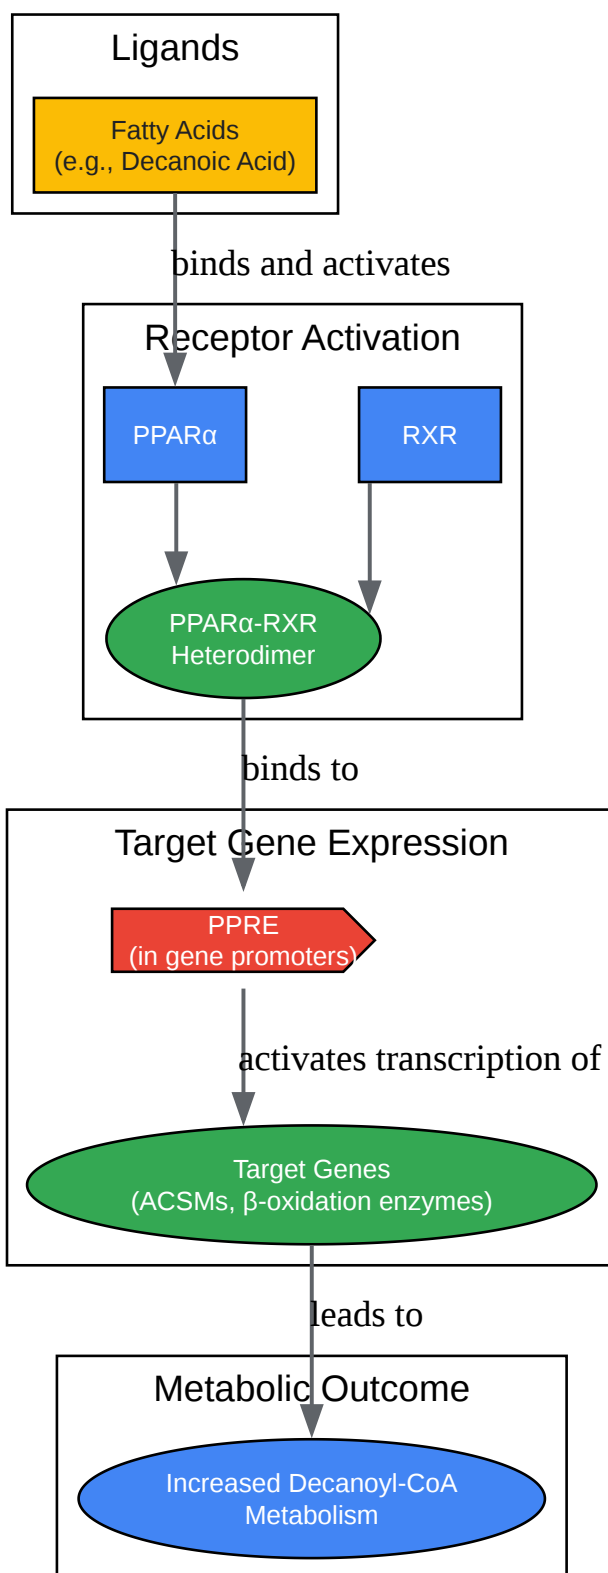 Ligands
Fatty Acids
(e.g., Decanoic Acid)
binds and activates
Receptor Activation
PPARα
RXR
PPARα-RXR
Heterodimer
binds to
Target Gene Expression
PPRE
(in gene promoters)
activates transcription of
Target Genes
(ACSMs, β-oxidation enzymes)
leads to
Metabolic Outcome
Increased Decanoyl-CoA
Metabolism